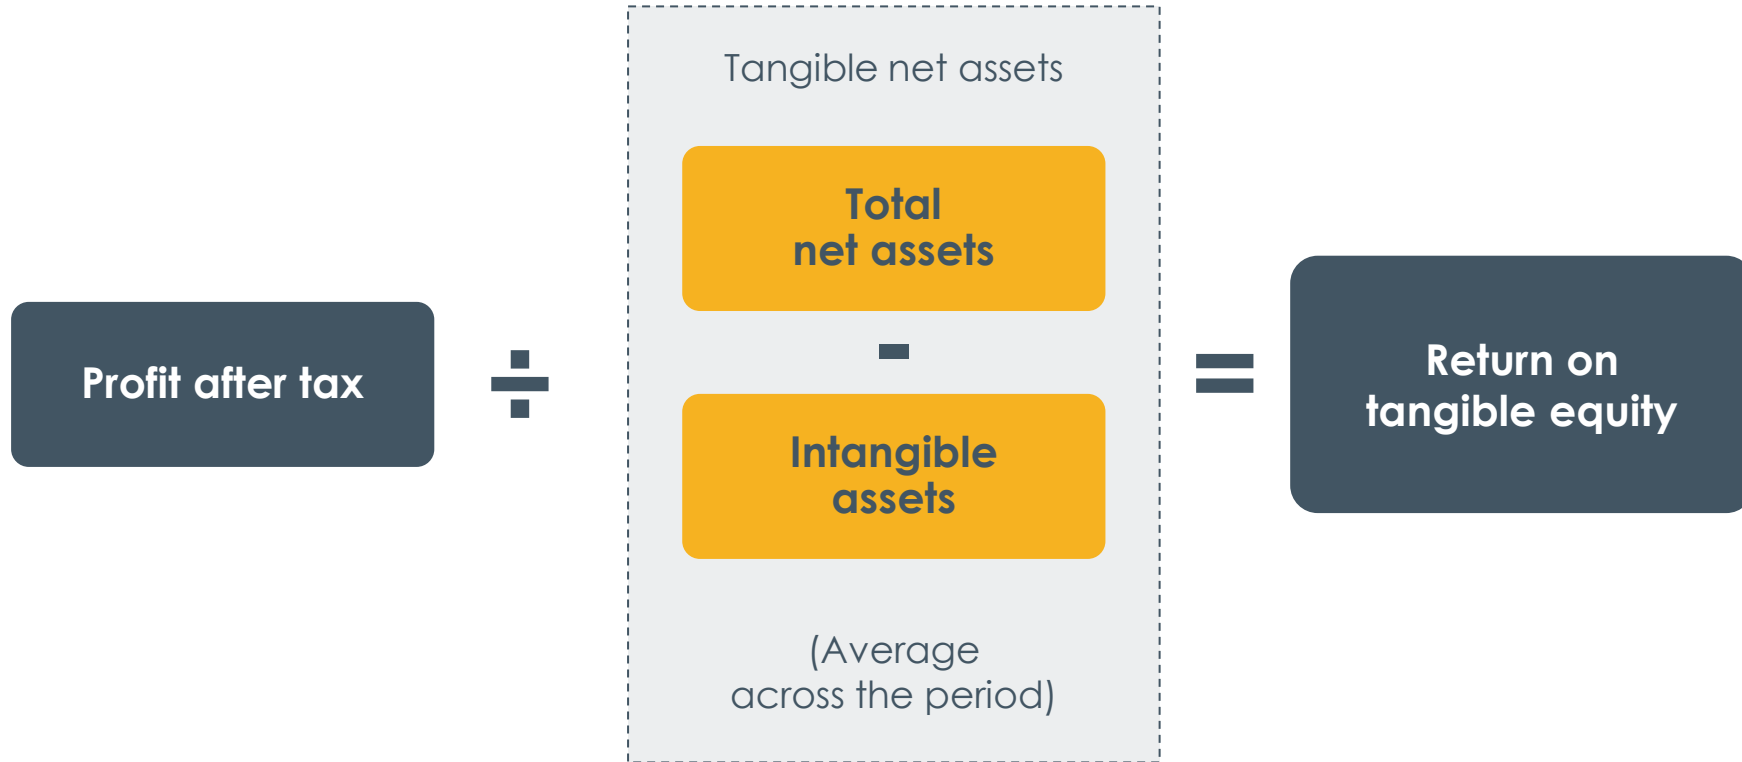 Profit after tax
÷
Tangible net assets
Total
net assets
-
Intangible
assets
(Average
across the period)
=
Return on
tangible equity